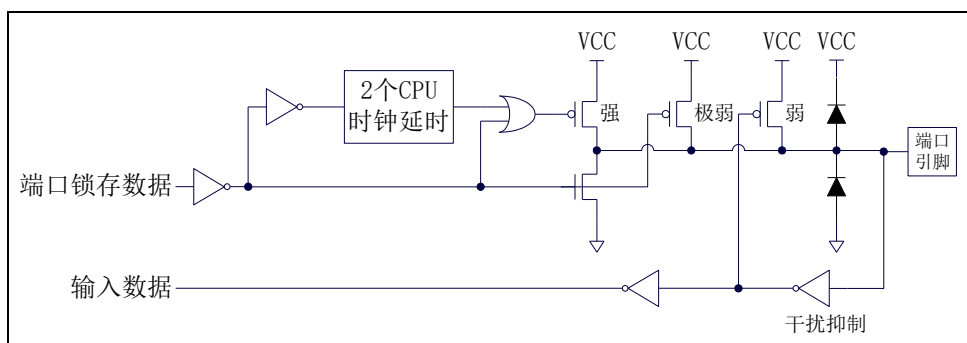 VCC
VCC
VCC
VCC
2个CPU
时钟延时
强
极弱
弱
端口
引脚
端口锁存数据
输入数据
干扰抑制